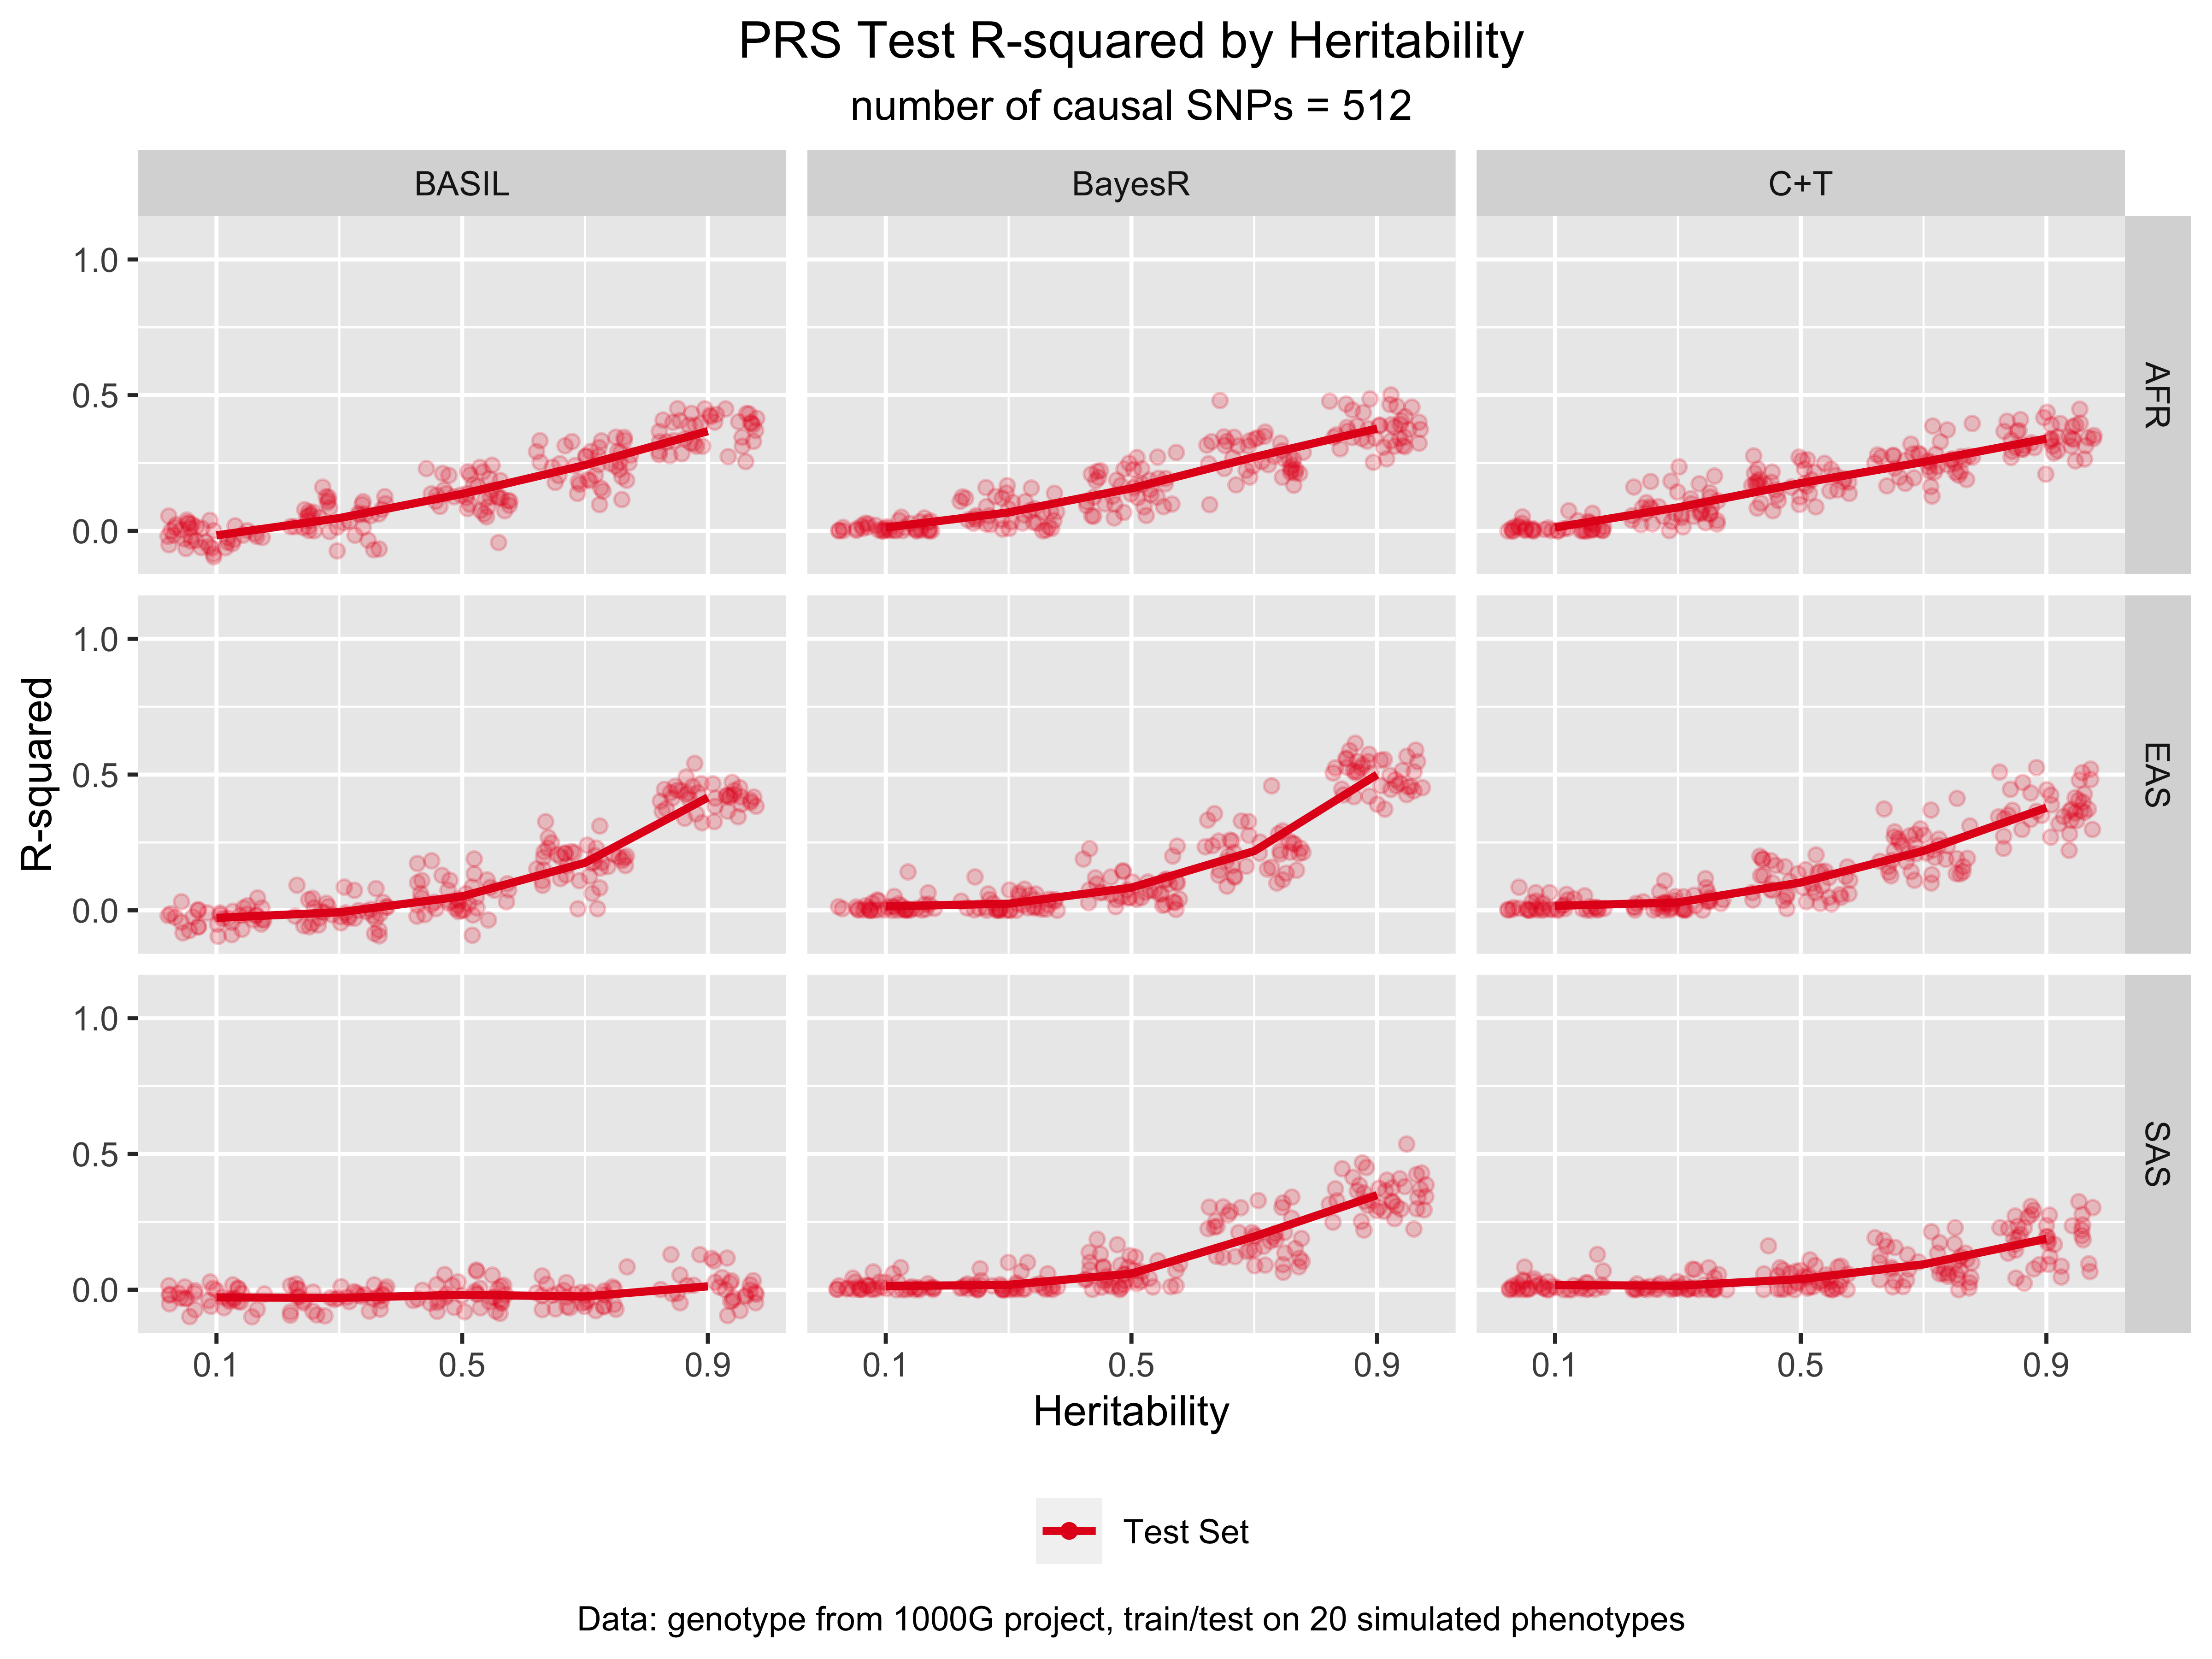 PRS Test R-squared by Heritability
number of causal SNPs = 512
BASIL
BayesR
C+T
1.0
0.5
0.0
AFR
1.0
0.5
0.0
EAS
R-squared
1.0
0.5
0.0
SAS
0.1
0.5
0.9
0.1
0.5
0.9
0.1
0.5
0.9
Heritability
Test Set
Data: genotype from 1000G project, train/test on 20 simulated phenotypes